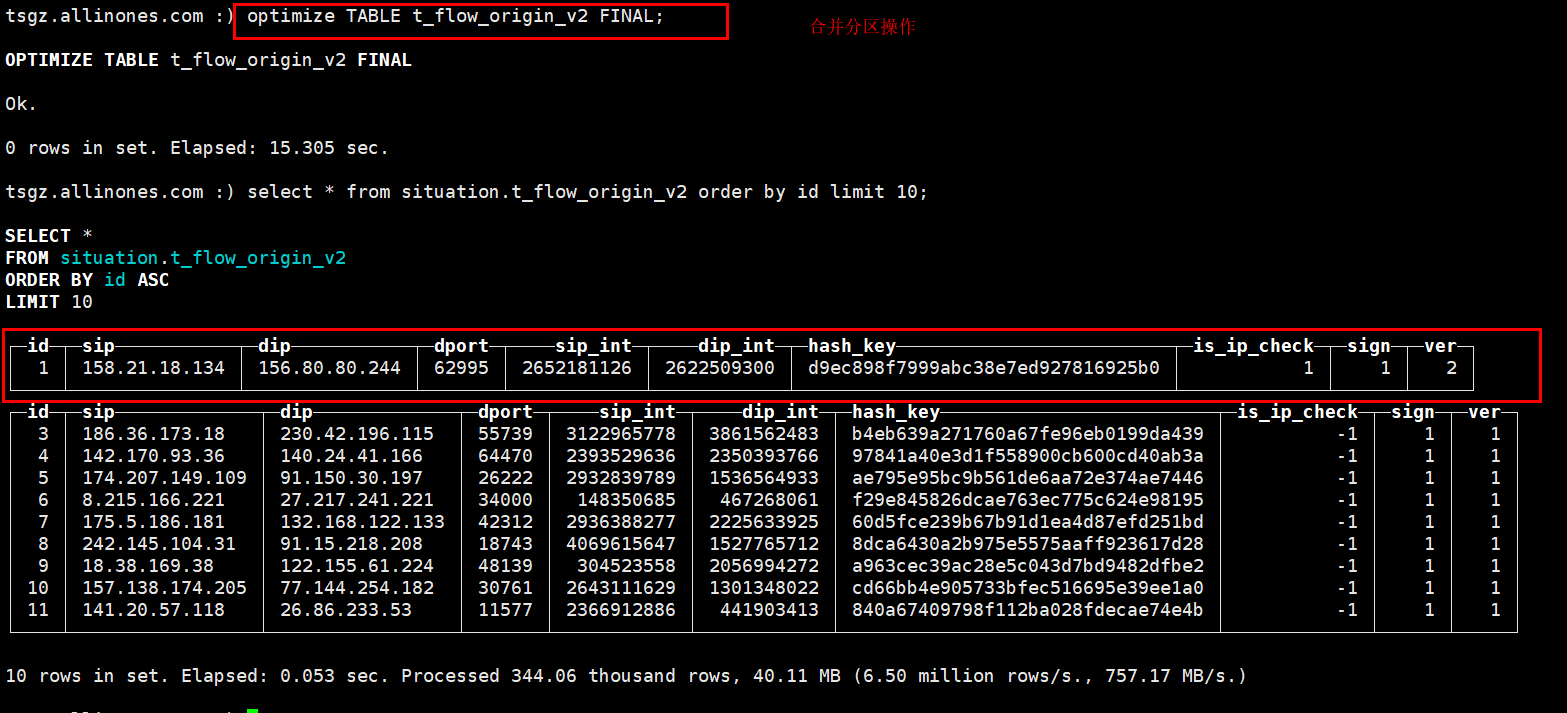 tsgz.allinones.com :) optimize TABLE t_flow_origin_v2 FINAL;
合并分区操作
OPTIMIZE TABLE t_flow_origin_v2 FINAL
Ok.
0 rows in set. Elapsed: 15.305 sec.
tsgz.allinones.com :) select * from situation.t_flow_origin_v2 order by id limit 10;
SELECT *
FROM situation.t_flow_origin_v2
ORDER BY id ASC
LIMIT 10
id sip dip dport sip_int dip_int hash_key is_ip_check sign ver
1 158.21.18.134 156.80.80.244 62995 2652181126 2622509300 d9ec898f7999abc38e7ed927816925b0 1 1 2
id sip dip dport sip_int dip_int hash_key is_ip_check sign ver
3 186.36.173.18 230.42.196.115 55739 3122965778 3861562483 b4eb639a271760a67fe96eb0199da439 -1 1 1
4 142.170.93.36 140.24.41.166 64470 2393529636 2350393766 97841a40e3d1f558900cb600cd40ab3a -1 1 1
5 174.207.149.109 91.150.30.197 26222 2932839789 1536564933 ae795e95bc9b561de6aa72e374ae7446 -1 1 1
6 8.215.166.221 27.217.241.221 34000 148350685 467268061 f29e845826dcae763ec775c624e98195 -1 1 1
7 175.5.186.181 132.168.122.133 42312 2936388277 2225633925 60d5fce239b67b91d1ea4d87efd251bd -1 1 1
8 242.145.104.31 91.15.218.208 18743 4069615647 1527765712 8dca6430a2b975e5575aaff923617d28 -1 1 1
9 18.38.169.38 122.155.61.224 48139 304523558 2056994272 a963cec39ac28e5c043d7bd9482dfbe2 -1 1 1
10 157.138.174.205 77.144.254.182 30761 2643111629 1301348022 cd66bb4e905733bfec516695e39ee1a0 -1 1 1
11 141.20.57.118 26.86.233.53 11577 2366912886 441903413 840a67409798f112ba028fdecae74e4b -1 1 1
10 rows in set. Elapsed: 0.053 sec. Processed 344.06 thousand rows, 40.11 MB (6.50 million rows/s., 757.17 MB/s.)